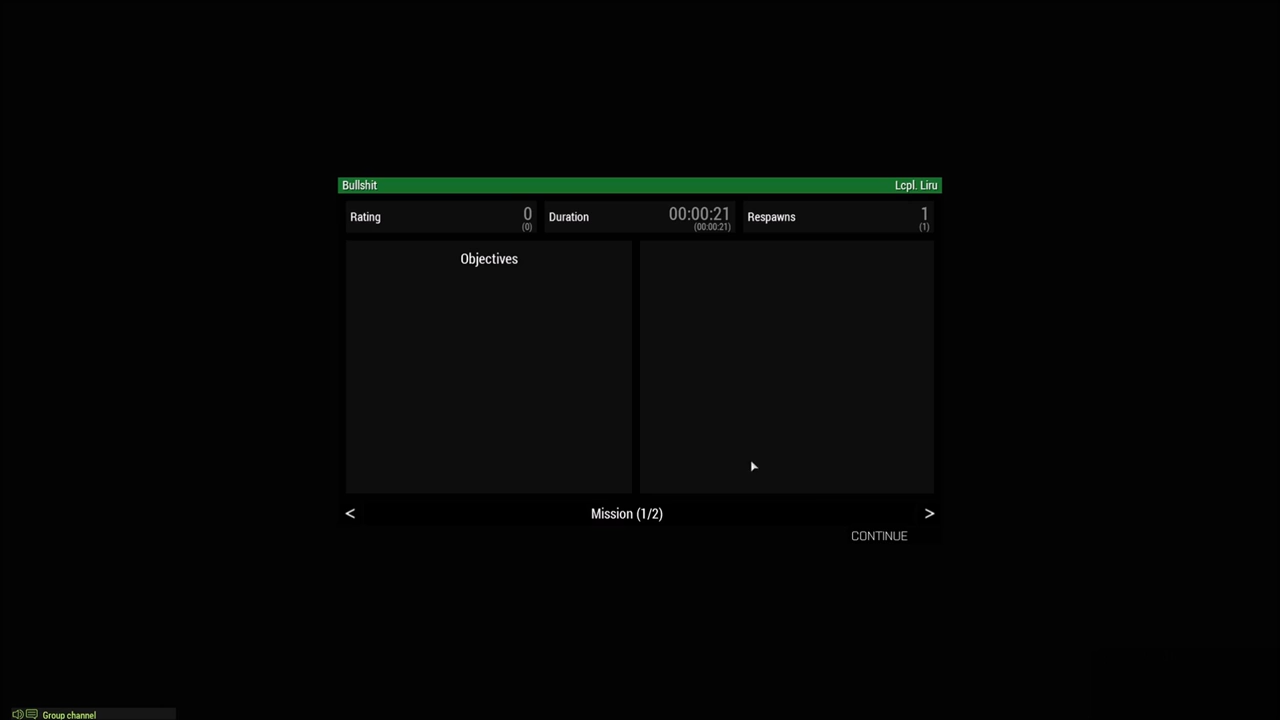 Bullshit Lcpl. Liru
Rating 0 Duration 00:00:21 Respawns 1
(0) (00:00:21) (1)
Objectives
< Mission (1/2) >
CONTINUE
Group channel